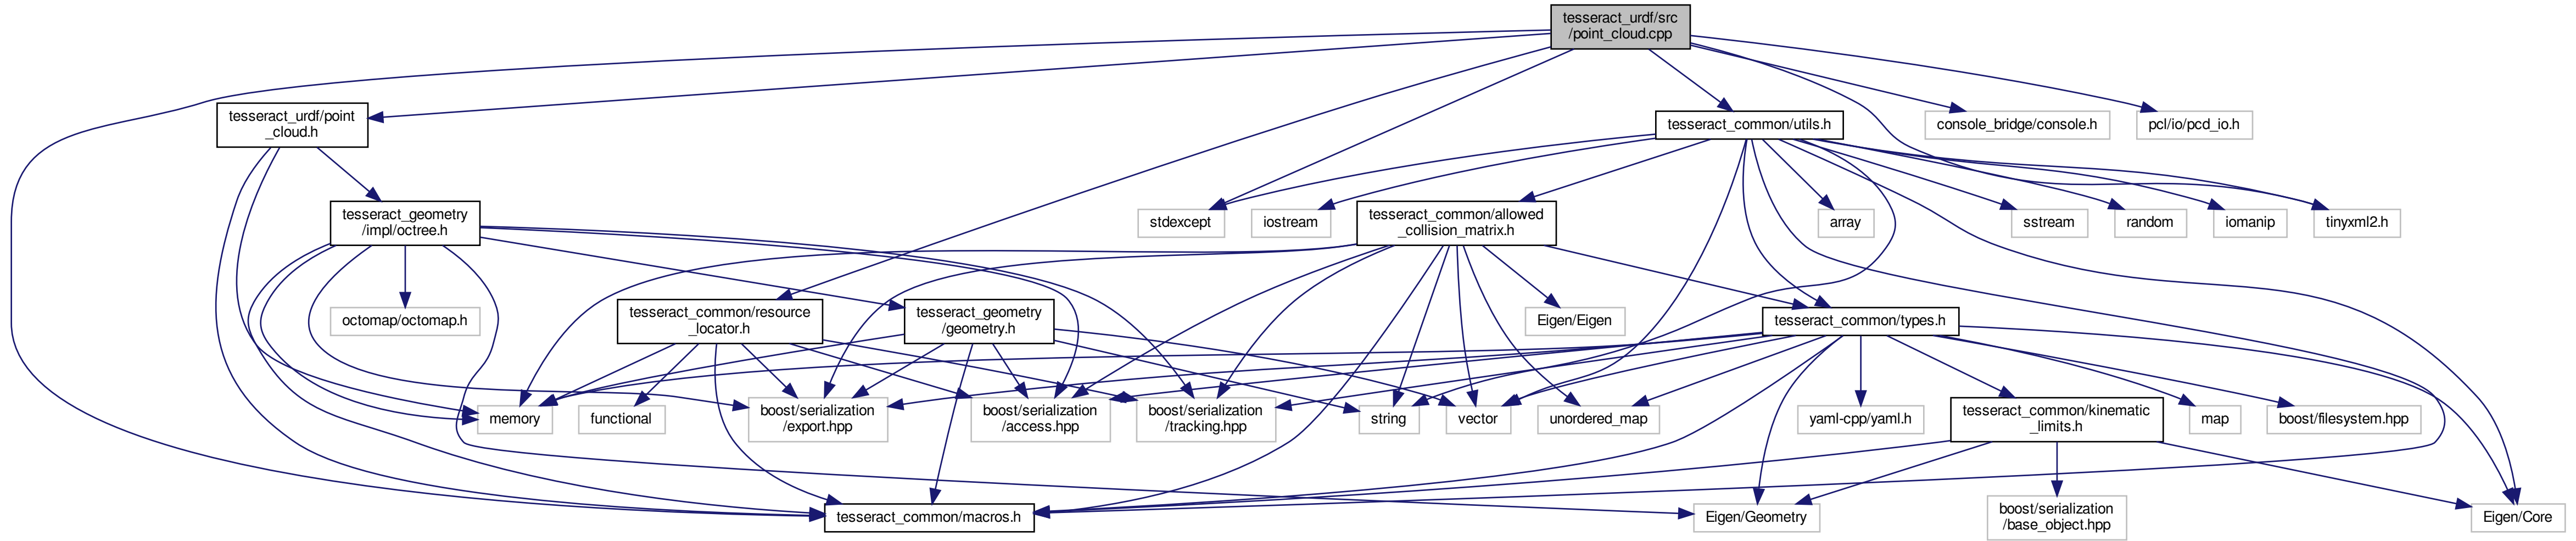 tesseract_urdf/src
/point_cloud.cpp
tesseract_urdf/point
_cloud.h
tesseract_common/utils.h
console_bridge/console.h
pcl/io/pcd_io.h
tesseract_geometry
/impl/octree.h
stdexcept
iostream
tesseract_common/allowed
_collision_matrix.h
array
sstream
random
iomanip
tinyxml2.h
octomap/octomap.h
tesseract_common/resource
_locator.h
tesseract_geometry
/geometry.h
Eigen/Eigen
tesseract_common/types.h
memory
functional
boost/serialization
/export.hpp
boost/serialization
/access.hpp
boost/serialization
/tracking.hpp
string
vector
unordered_map
yaml-cpp/yaml.h
tesseract_common/kinematic
_limits.h
map
boost/filesystem.hpp
tesseract_common/macros.h
Eigen/Geometry
boost/serialization
/base_object.hpp
Eigen/Core